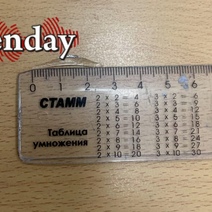 enday
0 1 2 3 4 5 6
СТАММ
Таблица
умножения
2 x 2 = 4
2 x 3 = 6
2 x 4 = 8
2 x 5 = 10
2 x 6 = 12
2 x 7 = 14
2 x 8 = 16
2 x 9 = 18
2 x 10 = 20
3 x 2 = 6
3 x 3 = 9
3 x 4 = 12
3 x 5 = 15
3 x 6 = 18
3 x 7 = 21
3 x 8 = 24
3 x 9 = 27
3 x 10 = 30